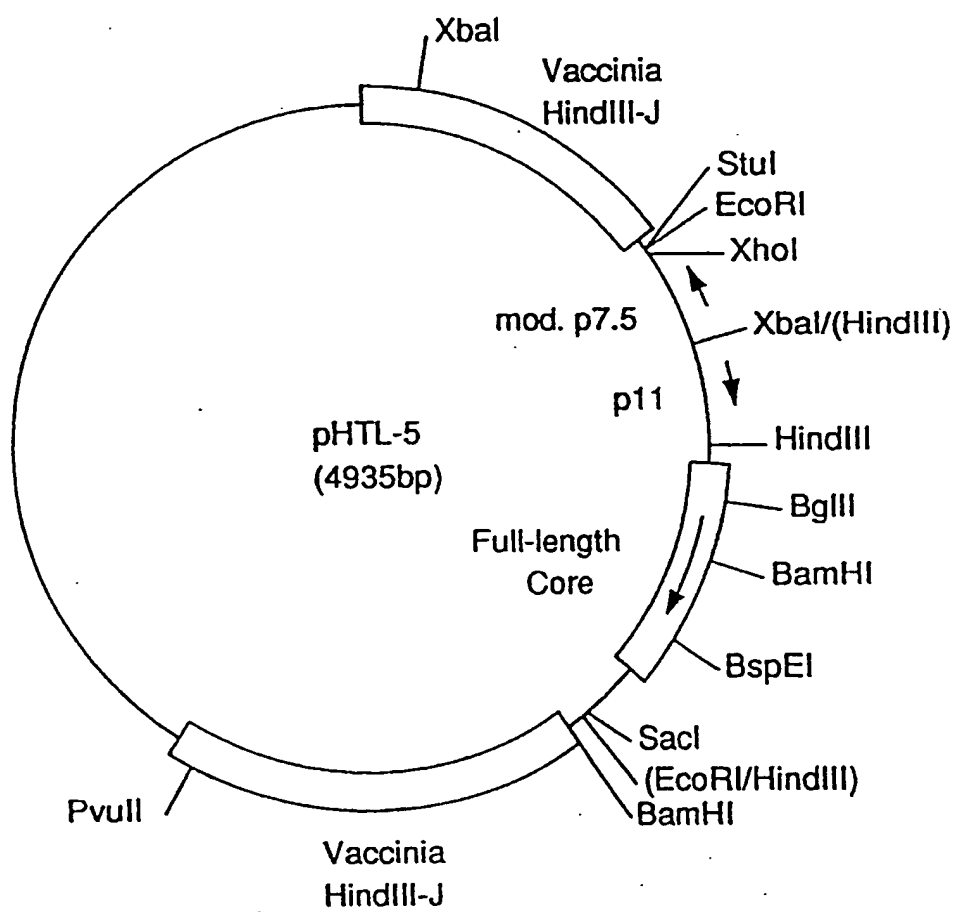 XbaI
Vaccinia
HindIII-J
StuI
EcoRI
XhoI
mod. p7.5
XbaI/(HindIII)
p11
pHTL-5
(4935bp)
HindIII
BglII
Full-length
Core
BamHI
BspEI
SacI
(EcoRI/HindIII)
BamHI
PvuII
Vaccinia
HindIII-J